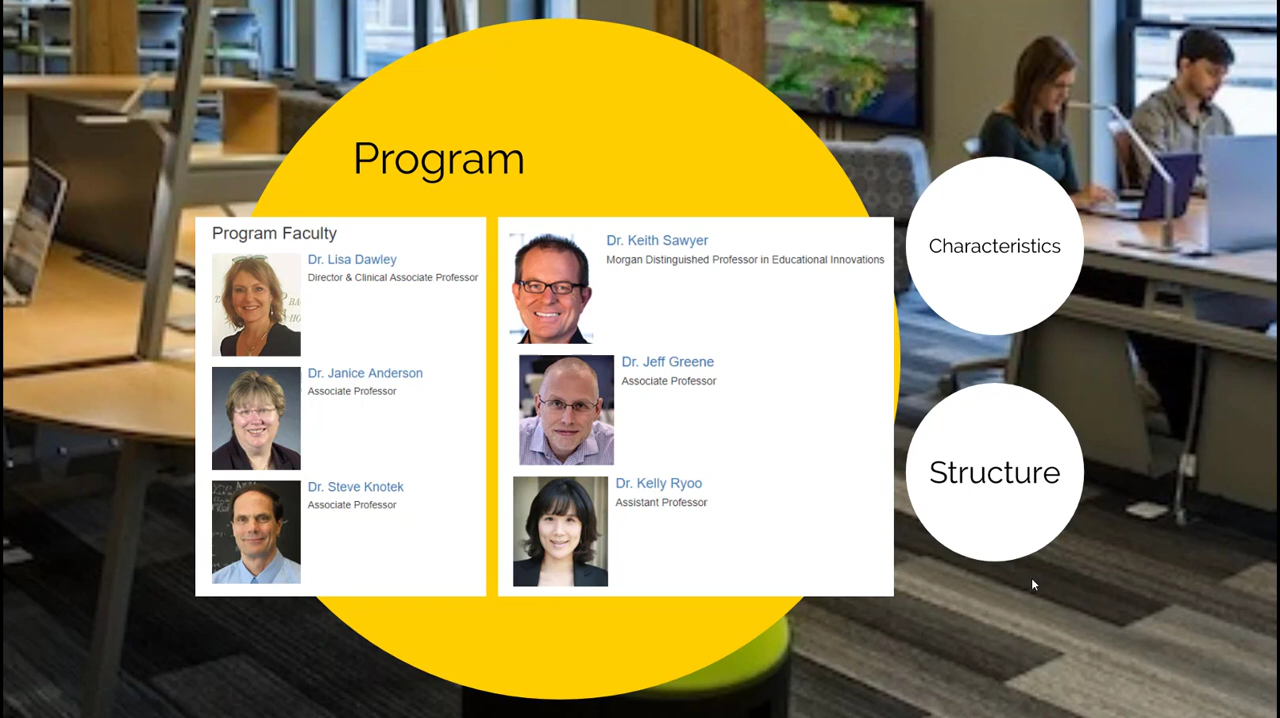 Program
Program Faculty
Dr. Lisa Dawley
Director & Clinical Associate Professor
Dr. Janice Anderson
Associate Professor
Dr. Steve Knotek
Associate Professor
Dr. Keith Sawyer
Morgan Distinguished Professor in Educational Innovations
Dr. Jeff Greene
Associate Professor
Dr. Kelly Ryoo
Assistant Professor
Characteristics
Structure